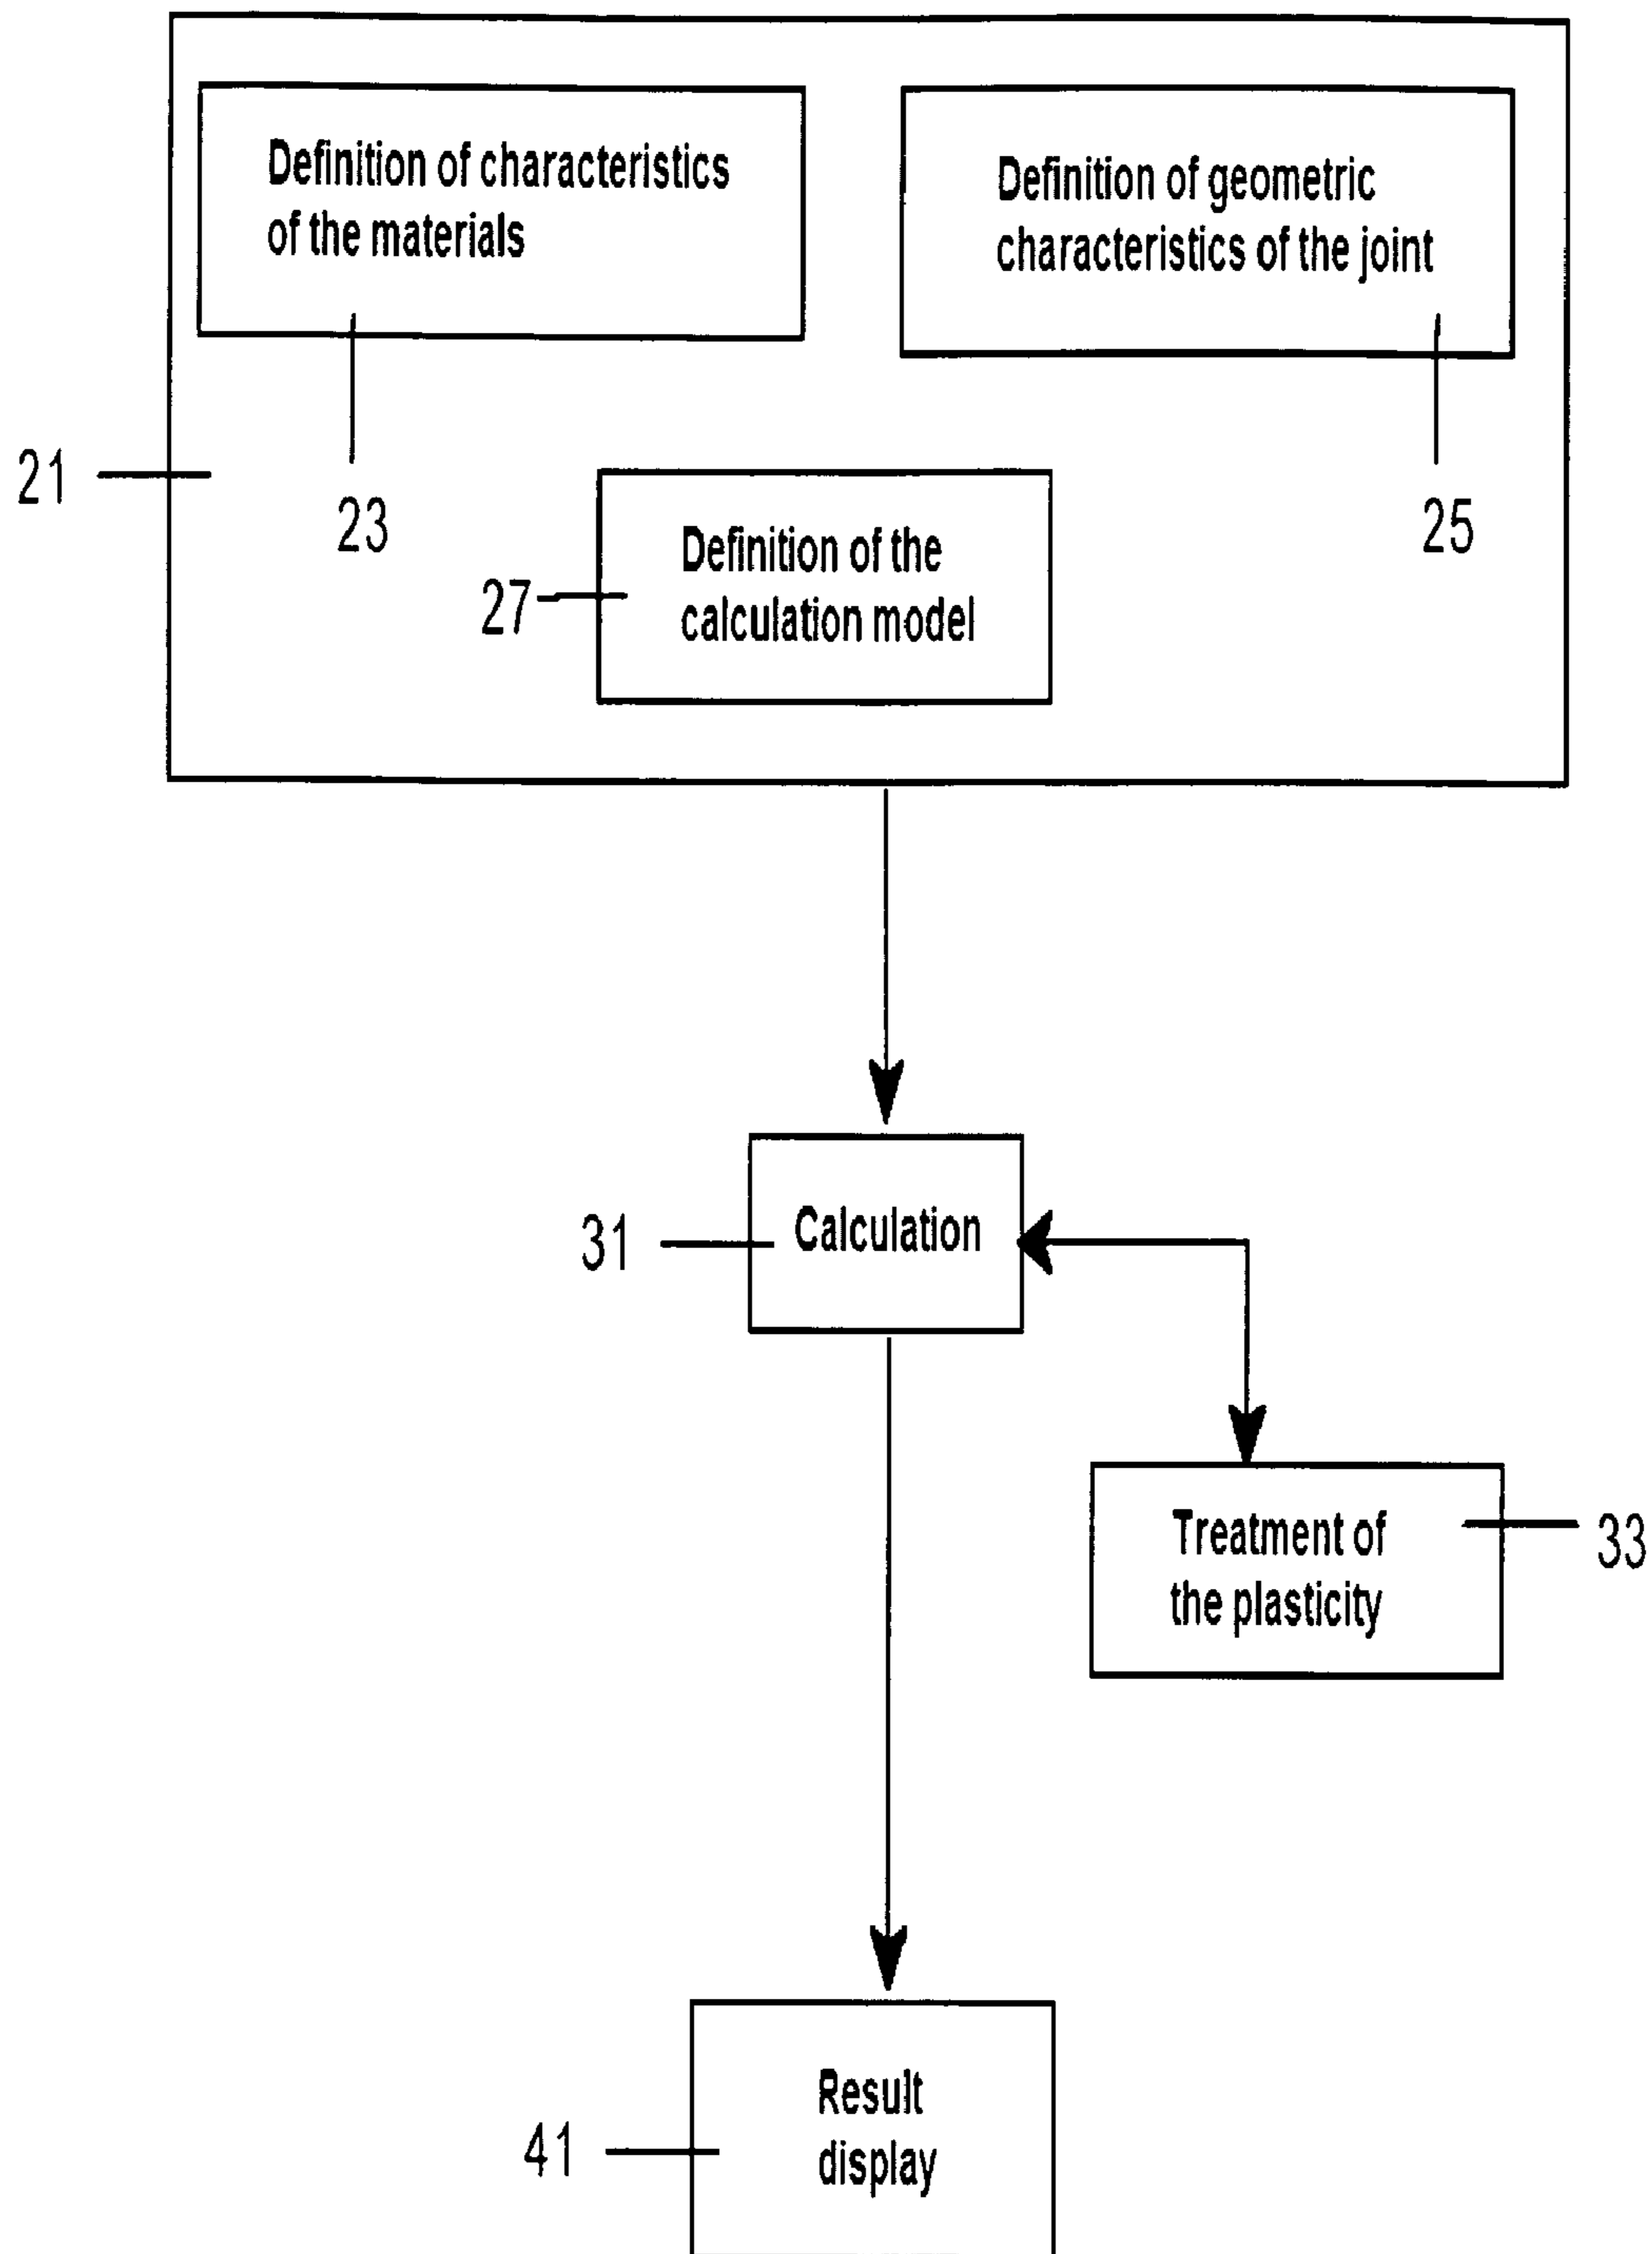 Definition of characteristics
of the materials
Definition of geometric
characteristics of the joint
21
23
25
27
Definition of the
calculation model
31
Calculation
Treatment of
the plasticity
33
Result
display
41